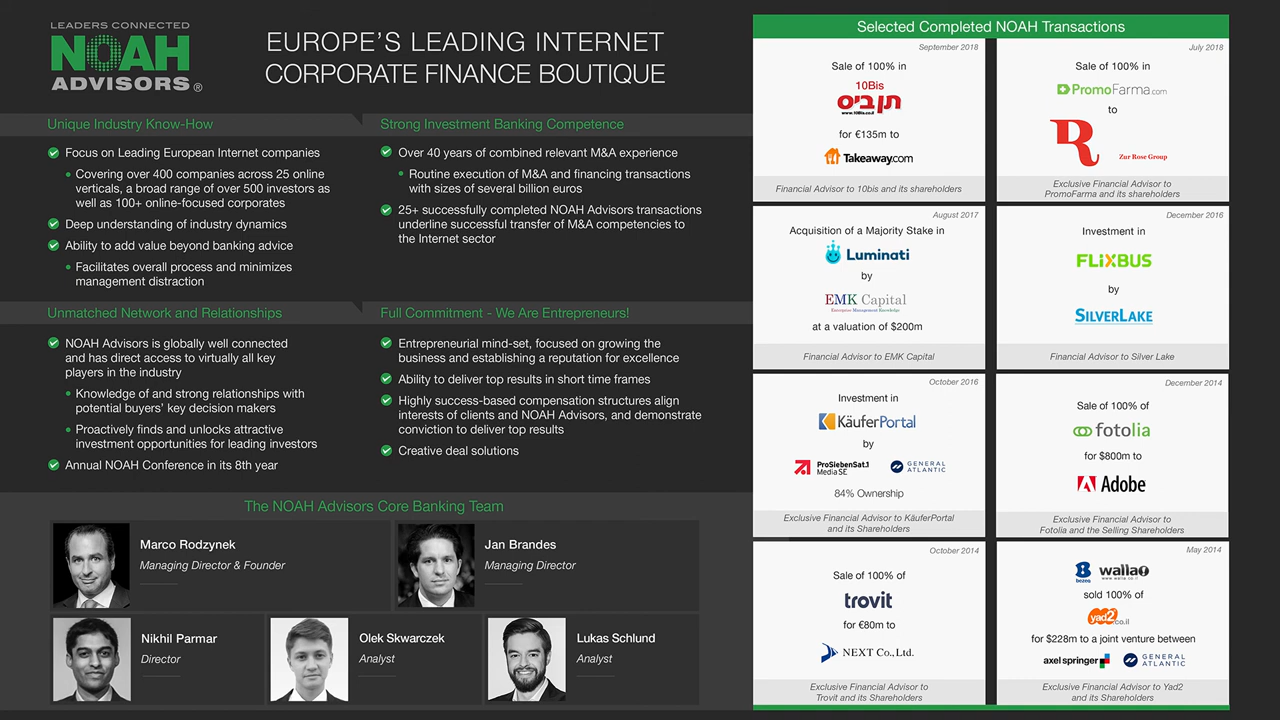 LEADERS CONNECTED
NOAH
ADVISORS®
EUROPE'S LEADING INTERNET
CORPORATE FINANCE BOUTIQUE
Unique Industry Know-How
Focus on Leading European Internet companies
Covering over 400 companies across 25 online
verticals, a broad range of over 500 investors as
well as 100+ online-focused corporates
Deep understanding of industry dynamics
Ability to add value beyond banking advice
Facilitates overall process and minimizes
management distraction
Strong Investment Banking Competence
Over 40 years of combined relevant M&A experience
Routine execution of M&A and financing transactions
with sizes of several billion euros
25+ successfully completed NOAH Advisors transactions
underline successful transfer of M&A competencies to
the Internet sector
Unmatched Network and Relationships
NOAH Advisors is globally well connected
and has direct access to virtually all key
players in the industry
Knowledge of and strong relationships with
potential buyers' key decision makers
Proactively finds and unlocks attractive
investment opportunities for leading investors
Annual NOAH Conference in its 8th year
Full Commitment - We Are Entrepreneurs!
Entrepreneurial mind-set, focused on growing the
business and establishing a reputation for excellence
Ability to deliver top results in short time frames
Highly success-based compensation structures align
interests of clients and NOAH Advisors, and demonstrate
conviction to deliver top results
Creative deal solutions
The NOAH Advisors Core Banking Team
Marco Rodzynek
Managing Director & Founder
Jan Brandes
Managing Director
Nikhil Parmar
Director
Olek Skwarczek
Analyst
Lukas Schlund
Analyst
Selected Completed NOAH Transactions
September 2018
Sale of 100% in
10Bis
תן ביס
www.10Bis.co.il
for €135m to
Takeaway.com
Financial Advisor to 10bis and its shareholders
July 2018
Sale of 100% in
PromoFarma.com
to
R
Zur Rose Group
Exclusive Financial Advisor to
PromoFarma and its shareholders
August 2017
Acquisition of a Majority Stake in
Luminati
by
EMK Capital
Enterprise Management Knowledge
at a valuation of $200m
Financial Advisor to EMK Capital
December 2016
Investment in
FLiXBUS
by
SILVERLAKE
Financial Advisor to Silver Lake
October 2016
Investment in
KäuferPortal
by
ProSiebenSat.1
Media SE
GENERAL
ATLANTIC
84% Ownership
Exclusive Financial Advisor to KäuferPortal
and its Shareholders
December 2014
Sale of 100% of
fotolia
for $800m to
Adobe
Exclusive Financial Advisor to
Fotolia and the Selling Shareholders
October 2014
Sale of 100% of
trovit
for €80m to
NEXT Co., Ltd.
Exclusive Financial Advisor to
Trovit and its Shareholders
May 2014
bezeq
walla!
www.walla.co.il
sold 100% of
yad2.co.il
for $228m to a joint venture between
axel springer
GENERAL
ATLANTIC
Exclusive Financial Advisor to Yad2
and its Shareholders